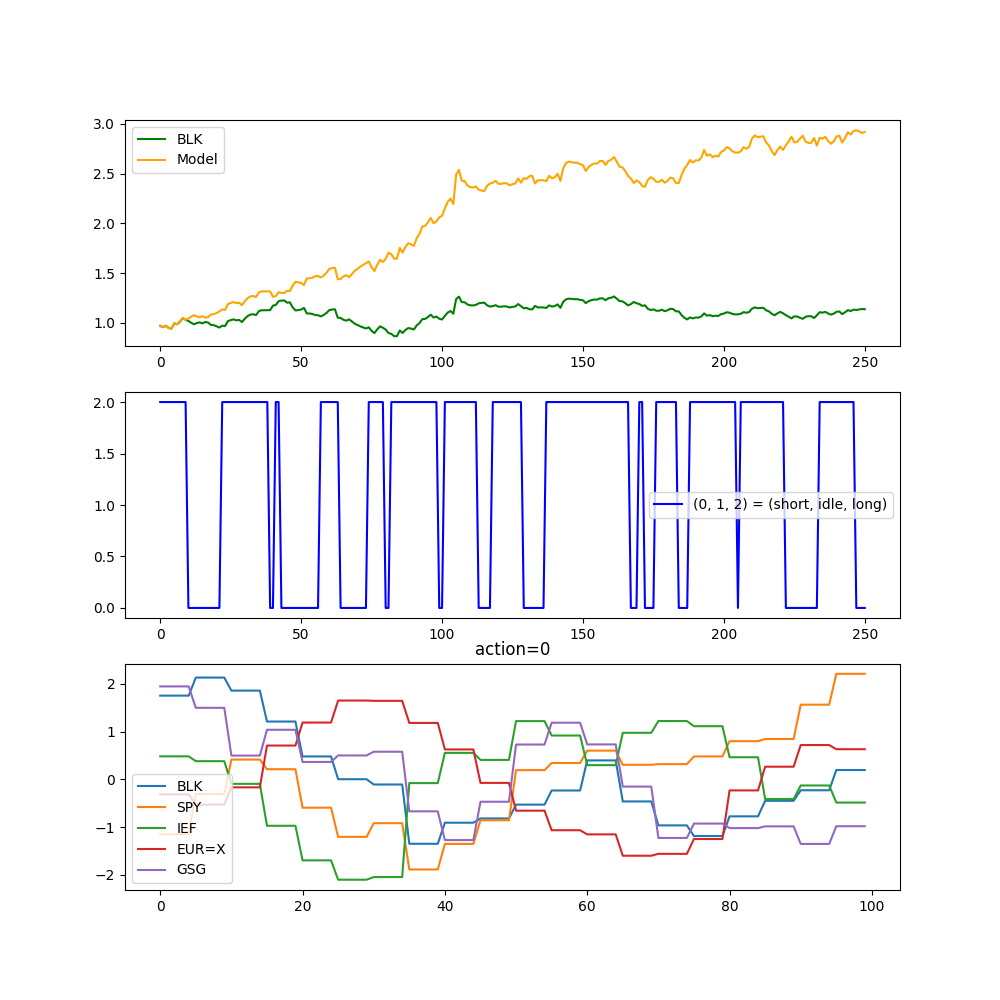 3.0
2.5
2.0
1.5
1.0
BLK
Model
0 50 100 150 200 250
2.0
1.5
1.0
0.5
0.0
(0, 1, 2) = (short, idle, long)
0 50 100 150 200 250
action=0
2
1
0
−1
−2
BLK
SPY
IEF
EUR=X
GSG
0 20 40 60 80 100